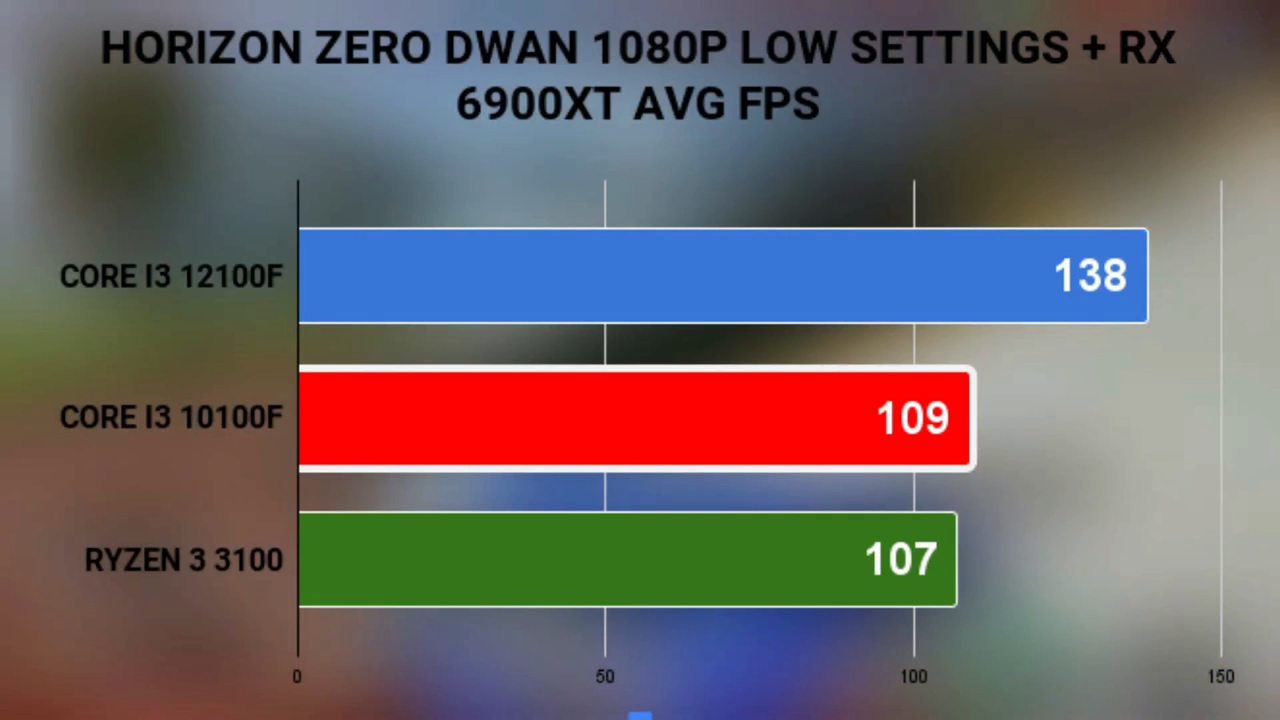 HORIZON ZERO DWAN 1080P LOW SETTINGS + RX
6900XT AVG FPS
CORE I3 12100F
138
CORE I3 10100F
109
RYZEN 3 3100
107
0 50 100 150